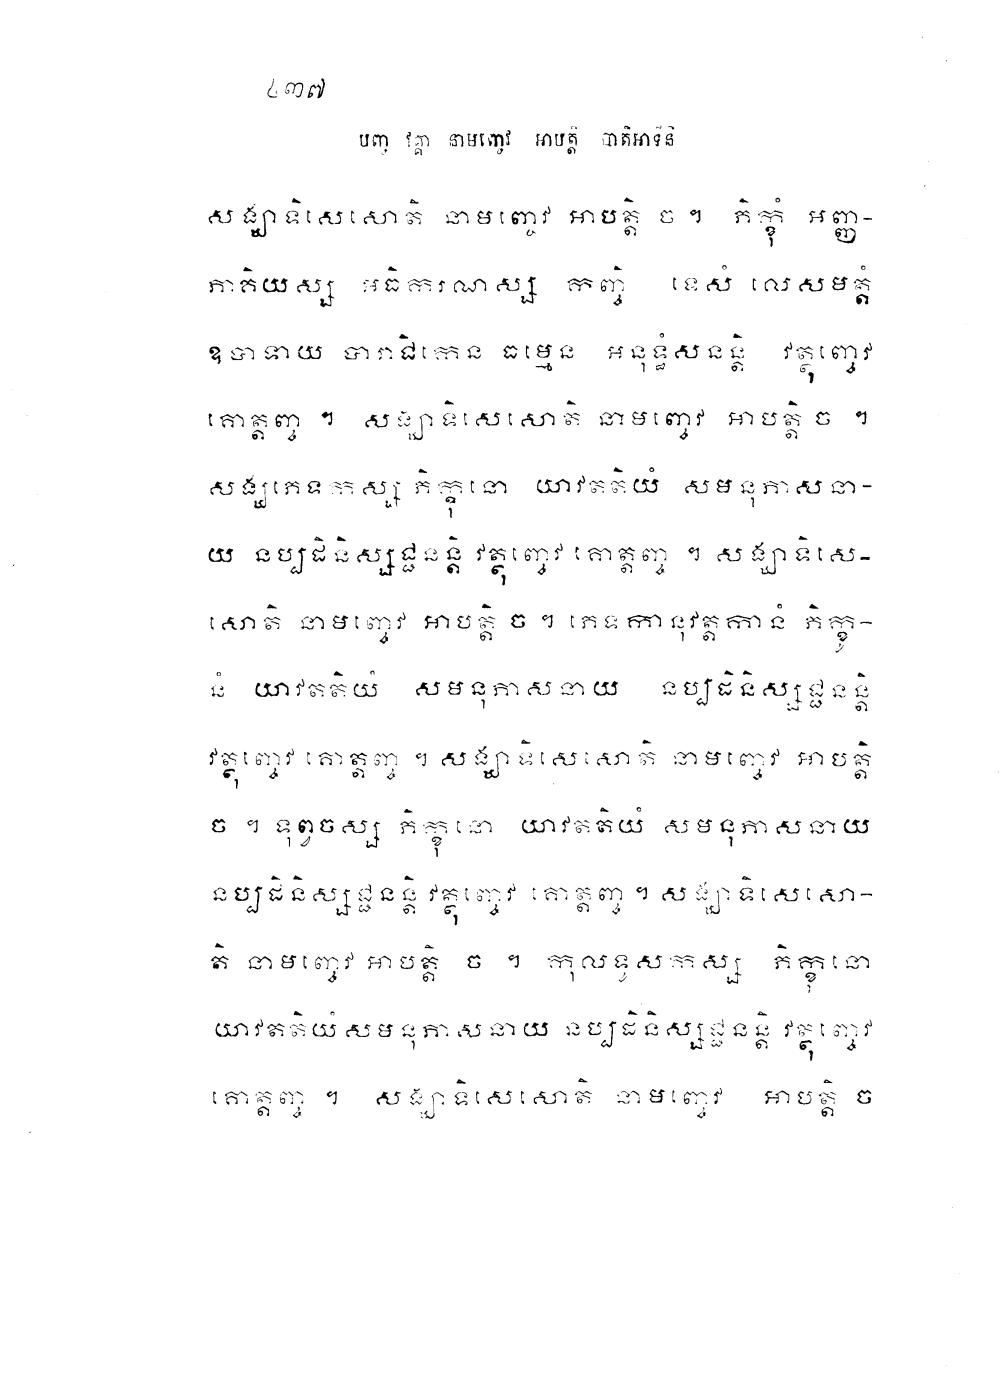 ៤៣៧
បញ្ច វគ្គា នាមញ្ចេវ អាបត្តិំ បាតិអាទីនិ
សង្ឃាទិសេសោតិ នាមញ្ចេវ អាបត្តិ ច ។ ភិក្ខុំ អញ្ញ-
ភាគិយស្ស អធិករណស្ស កញ្ចិ ទេសំ លេសមត្តំ
ឧបាទាយ បារាជិកេន ធម្មេន អនុទ្ធំសនន្តិ វត្ថុញ្ចេវ
គោត្តញ្ច ។ សង្ឃាទិសេសោតិ នាមញ្ចេវ អាបត្តិ ច ។
សង្ឃភេទកស្ស ភិក្ខុនោ យាវតតិយំ សមនុភាសនា-
យ នប្បដិនិស្សជ្ជនន្តិ វត្ថុញ្ចេវ គោត្តញ្ច ។ សង្ឃាទិសេ-
សោតិ នាមញ្ចេវ អាបត្តិ ច ។ ភេទកានុវត្តកានំ ភិក្ខូ-
នំ យាវតតិយំ សមនុភាសនាយ នប្បដិនិស្សជ្ជនន្តិ
វត្ថុញ្ចេវ គោត្តញ្ច ។ សង្ឃាទិសេសោតិ នាមញ្ចេវ អាបត្តិ
ច ។ ទុព្វចស្ស ភិក្ខុនោ យាវតតិយំ សមនុភាសនាយ
នប្បដិនិស្សជ្ជនន្តិ វត្ថុញ្ចេវ គោត្តញ្ច ។ សង្ឃាទិសេសោ-
តិ នាមញ្ចេវ អាបត្តិ ច ។ កុលទូសកស្ស ភិក្ខុនោ
យាវតតិយំ សមនុភាសនាយ នប្បដិនិស្សជ្ជនន្តិ វត្ថុញ្ចេវ
គោត្តញ្ច ។ សង្ឃាទិសេសោតិ នាមញ្ចេវ អាបត្តិ ច